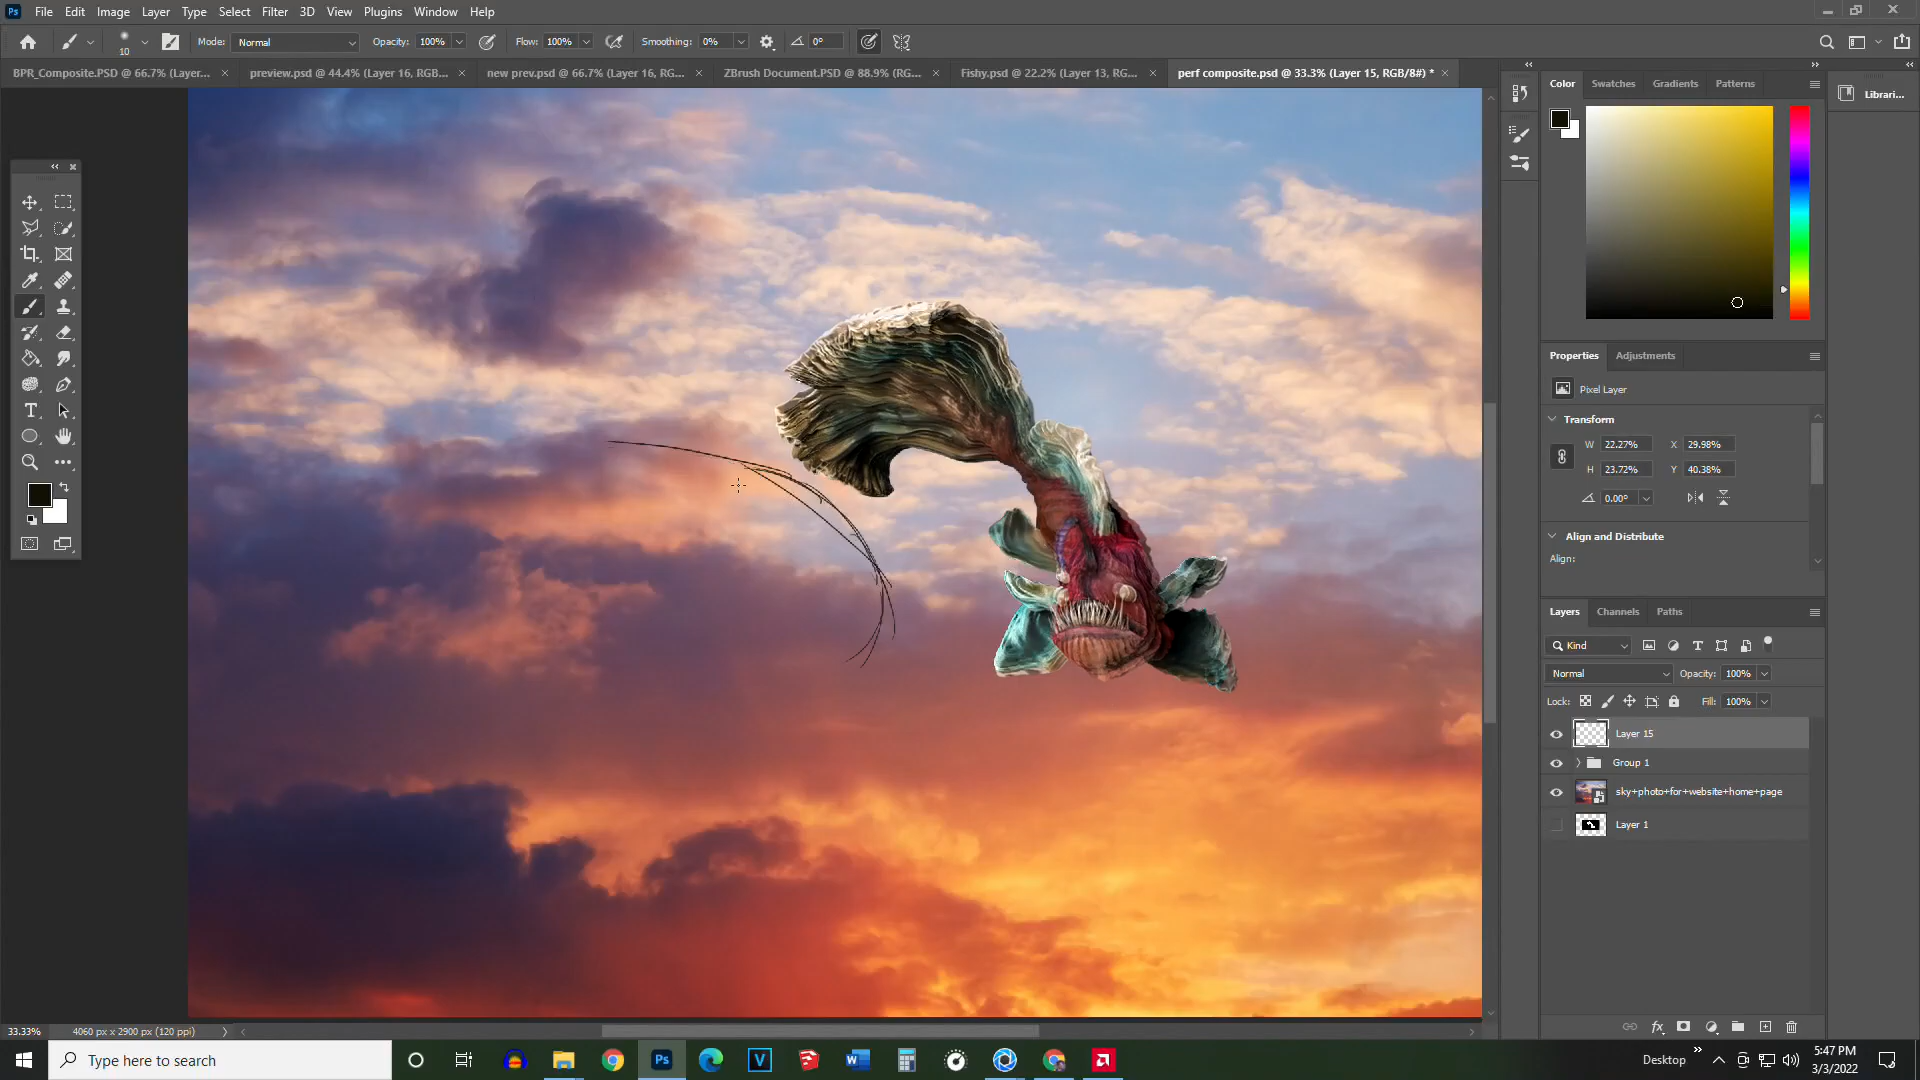 Ps File Edit Image Layer Type Select Filter 3D View Plugins Window Help
10 Mode: Normal Opacity: 100% Flow: 100% Smoothing: 0% 0°
BPR_Composite.PSD @ 66.7% (Layer... × preview.psd @ 44.4% (Layer 16, RGB... × new prev.psd @ 66.7% (Layer 16, RG... × ZBrush Document.PSD @ 88.9% (RG... × Fishy.psd @ 22.2% (Layer 13, RG... × perf composite.psd @ 33.3% (Layer 15, RGB/8#) * ×
Color Swatches Gradients Patterns
Librari...
Properties Adjustments
Pixel Layer
Transform
W 22.27% X 29.98%
H 23.72% Y 40.38%
0.00°
Align and Distribute
Align:
Layers Channels Paths
Kind
Normal Opacity: 100%
Lock: Fill: 100%
Layer 15
Group 1
sky+photo+for+website+home+page
Layer 1
33.33% 4060 px x 2900 px (120 ppi)
Type here to search
Desktop
5:47 PM
3/3/2022